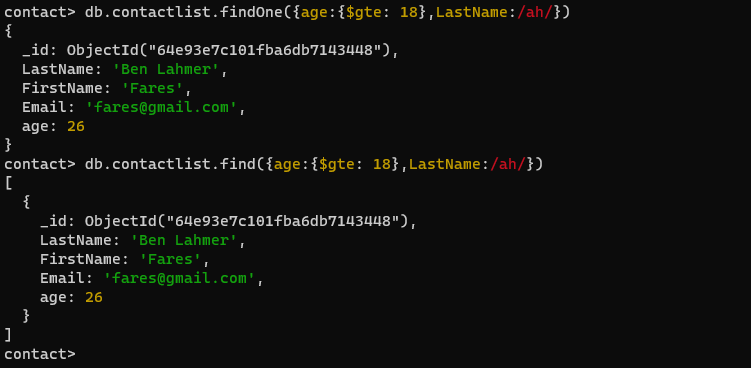 contact> db.contactlist.findOne({age:{$gte: 18},LastName:/ah/})
{
  _id: ObjectId("64e93e7c101fba6db7143448"),
  LastName: 'Ben Lahmer',
  FirstName: 'Fares',
  Email: 'fares@gmail.com',
  age: 26
}
contact> db.contactlist.find({age:{$gte: 18},LastName:/ah/})
[
  {
    _id: ObjectId("64e93e7c101fba6db7143448"),
    LastName: 'Ben Lahmer',
    FirstName: 'Fares',
    Email: 'fares@gmail.com',
    age: 26
  }
]
contact>